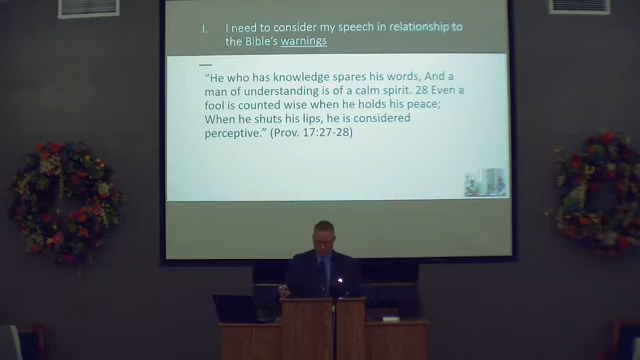 I. I need to consider my speech in relationship to
the Bible's warnings
“He who has knowledge spares his words, And a
man of understanding is of a calm spirit. 28 Even a
fool is counted wise when he holds his peace;
When he shuts his lips, he is considered
perceptive.” (Prov. 17:27-28)